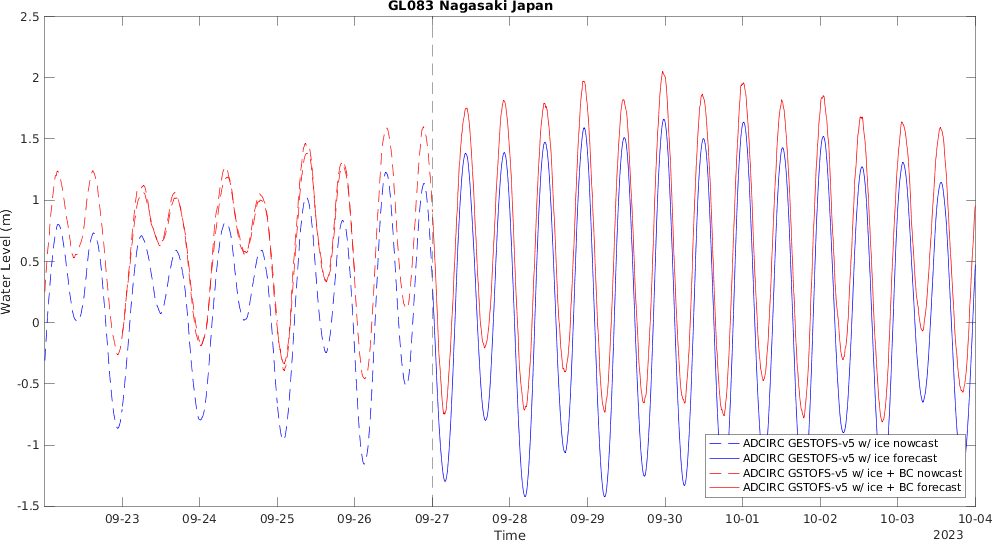 GL083 Nagasaki Japan
2.5
2
1.5
1
0.5
0
-0.5
-1
-1.5
Water Level (m)
ADCIRC GESTOFS-v5 w/ ice nowcast
ADCIRC GESTOFS-v5 w/ ice forecast
ADCIRC GSTOFS-v5 w/ ice + BC nowcast
ADCIRC GSTOFS-v5 w/ ice + BC forecast
09-23 09-24 09-25 09-26 09-27 09-28 09-29 09-30 10-01 10-02 10-03 10-04
Time
2023